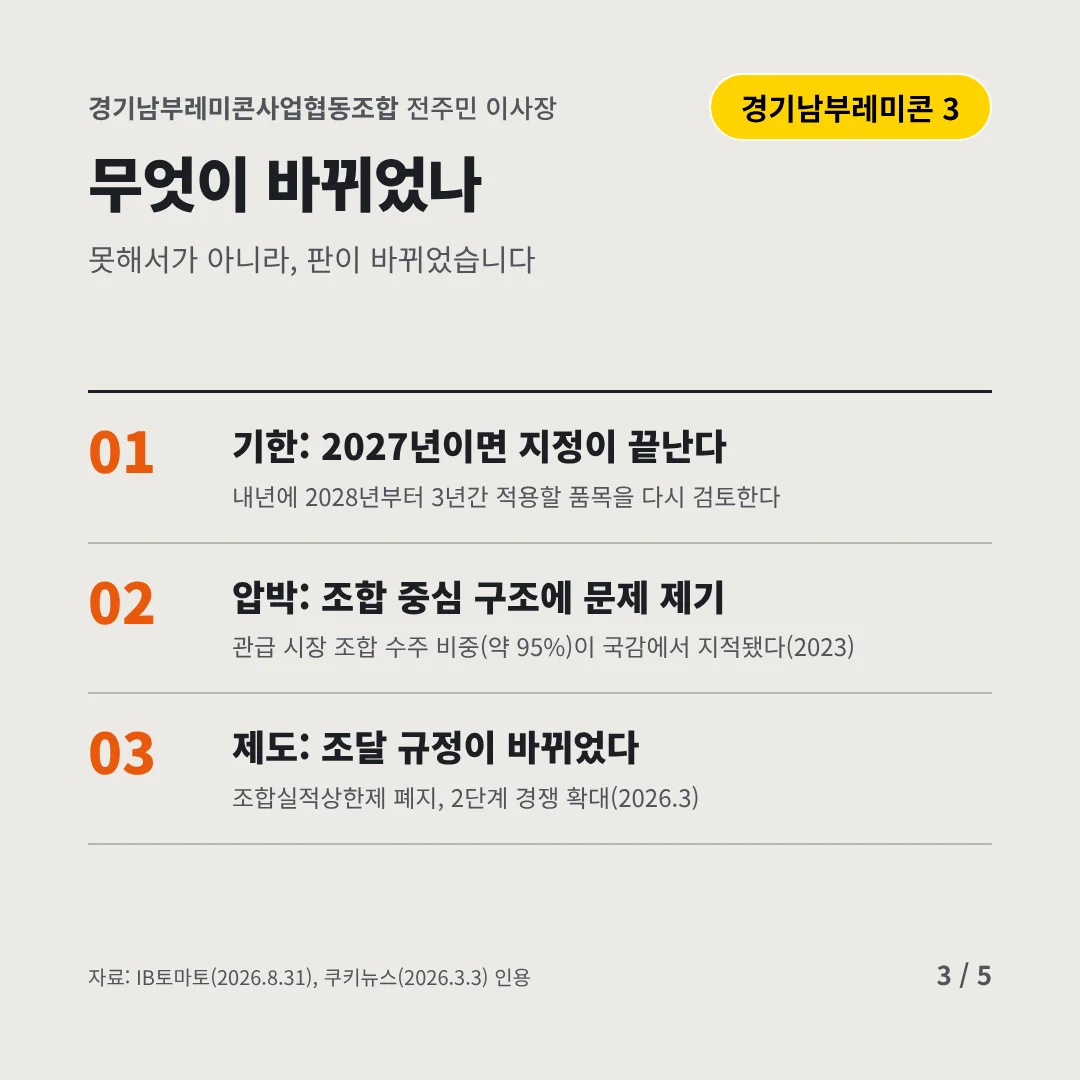 경기남부레미콘사업협동조합 전주민 이사장
경기남부레미콘 3
무엇이 바뀌었나
못해서가 아니라, 판이 바뀌었습니다
01
기한: 2027년이면 지정이 끝난다
내년에 2028년부터 3년간 적용할 품목을 다시 검토한다
02
압박: 조합 중심 구조에 문제 제기
관급 시장 조합 수주 비중(약 95%)이 국감에서 지적됐다(2023)
03
제도: 조달 규정이 바뀌었다
조합실적상한제 폐지, 2단계 경쟁 확대(2026.3)
자료: IB토마토(2026.8.31), 쿠키뉴스(2026.3.3) 인용
3 / 5